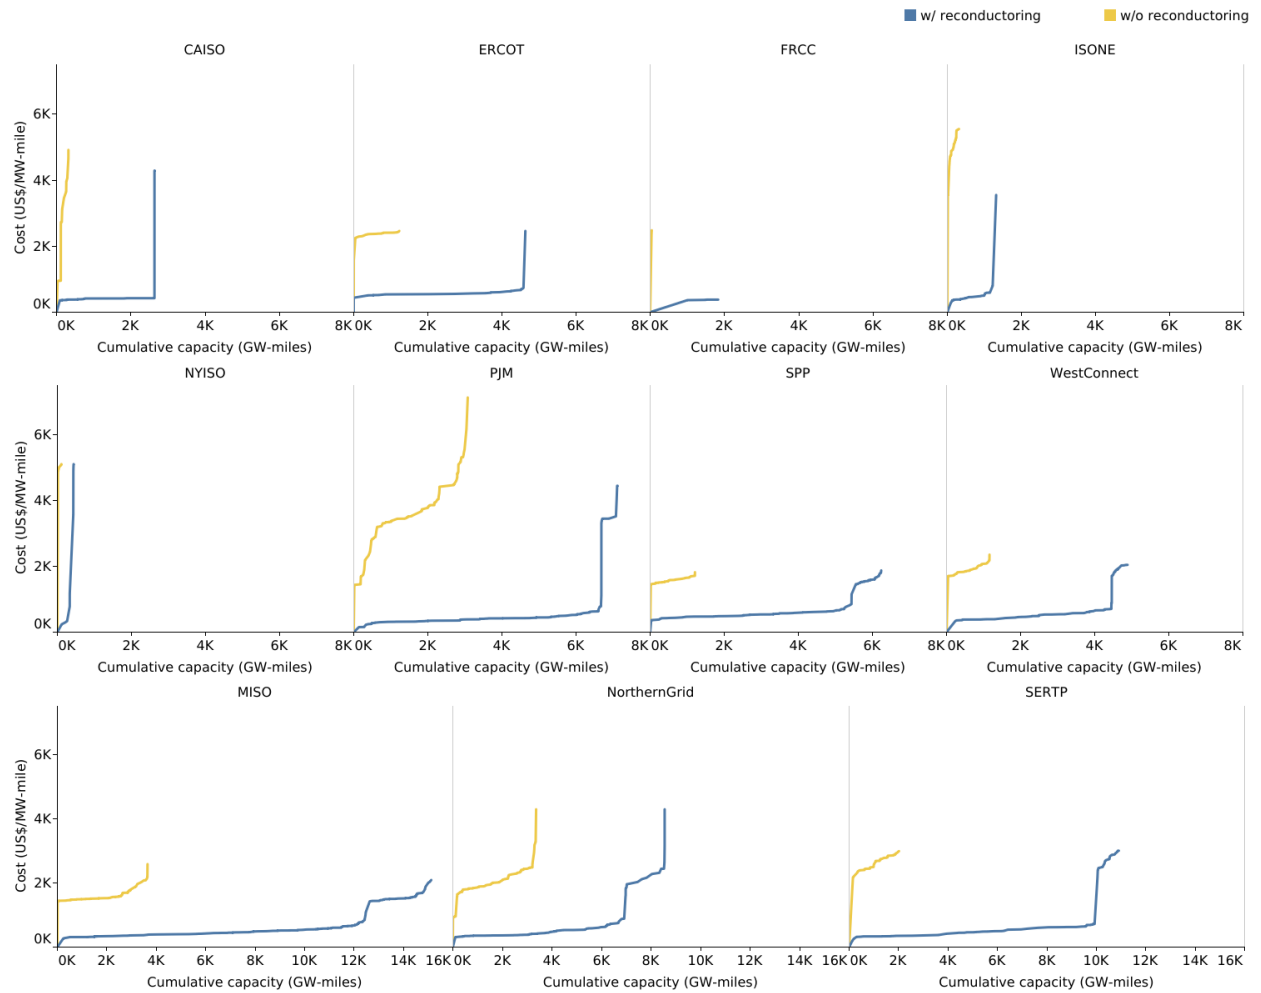 w/ reconductoring w/o reconductoring
CAISO ERCOT FRCC ISONE
6K
4K
2K
0K
Cost (US$/MW-mile)
0K 2K 4K 6K 8K 0K 2K 4K 6K 8K 0K 2K 4K 6K 8K 0K 2K 4K 6K 8K
Cumulative capacity (GW-miles) Cumulative capacity (GW-miles) Cumulative capacity (GW-miles) Cumulative capacity (GW-miles)
NYISO PJM SPP WestConnect
6K
4K
2K
0K
Cost (US$/MW-mile)
0K 2K 4K 6K 8K 0K 2K 4K 6K 8K 0K 2K 4K 6K 8K 0K 2K 4K 6K 8K
Cumulative capacity (GW-miles) Cumulative capacity (GW-miles) Cumulative capacity (GW-miles) Cumulative capacity (GW-miles)
MISO NorthernGrid SERTP
6K
4K
2K
0K
Cost (US$/MW-mile)
0K 2K 4K 6K 8K 10K 12K 14K 16K 0K 2K 4K 6K 8K 10K 12K 14K 16K 0K 2K 4K 6K 8K 10K 12K 14K 16K
Cumulative capacity (GW-miles) Cumulative capacity (GW-miles) Cumulative capacity (GW-miles)